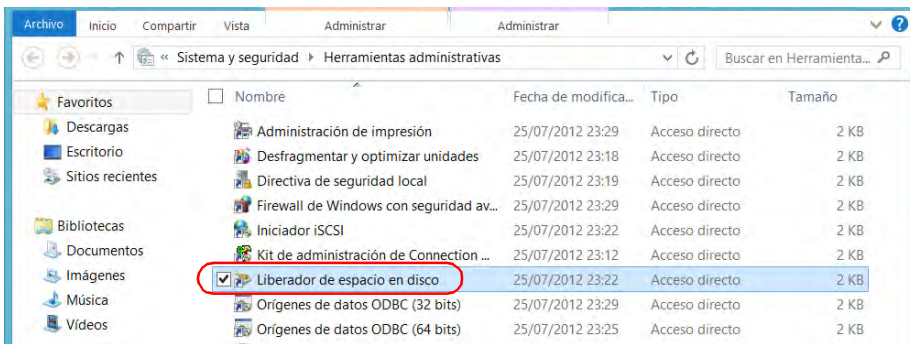 Archivo Inicio Compartir Vista Administrar Administrar
« Sistema y seguridad Herramientas administrativas Buscar en Herramienta...
Favoritos
Descargas
Escritorio
Sitios recientes
Bibliotecas
Documentos
Imágenes
Música
Vídeos
Nombre Fecha de modifica... Tipo Tamaño
Administración de impresión 25/07/2012 23:29 Acceso directo 2 KB
Desfragmentar y optimizar unidades 25/07/2012 23:18 Acceso directo 2 KB
Directiva de seguridad local 25/07/2012 23:19 Acceso directo 2 KB
Firewall de Windows con seguridad av... 25/07/2012 23:29 Acceso directo 2 KB
Iniciador iSCSI 25/07/2012 23:22 Acceso directo 2 KB
Kit de administración de Connection ... 25/07/2012 23:12 Acceso directo 2 KB
Liberador de espacio en disco 25/07/2012 23:22 Acceso directo 2 KB
Orígenes de datos ODBC (32 bits) 25/07/2012 23:29 Acceso directo 2 KB
Orígenes de datos ODBC (64 bits) 25/07/2012 23:25 Acceso directo 2 KB